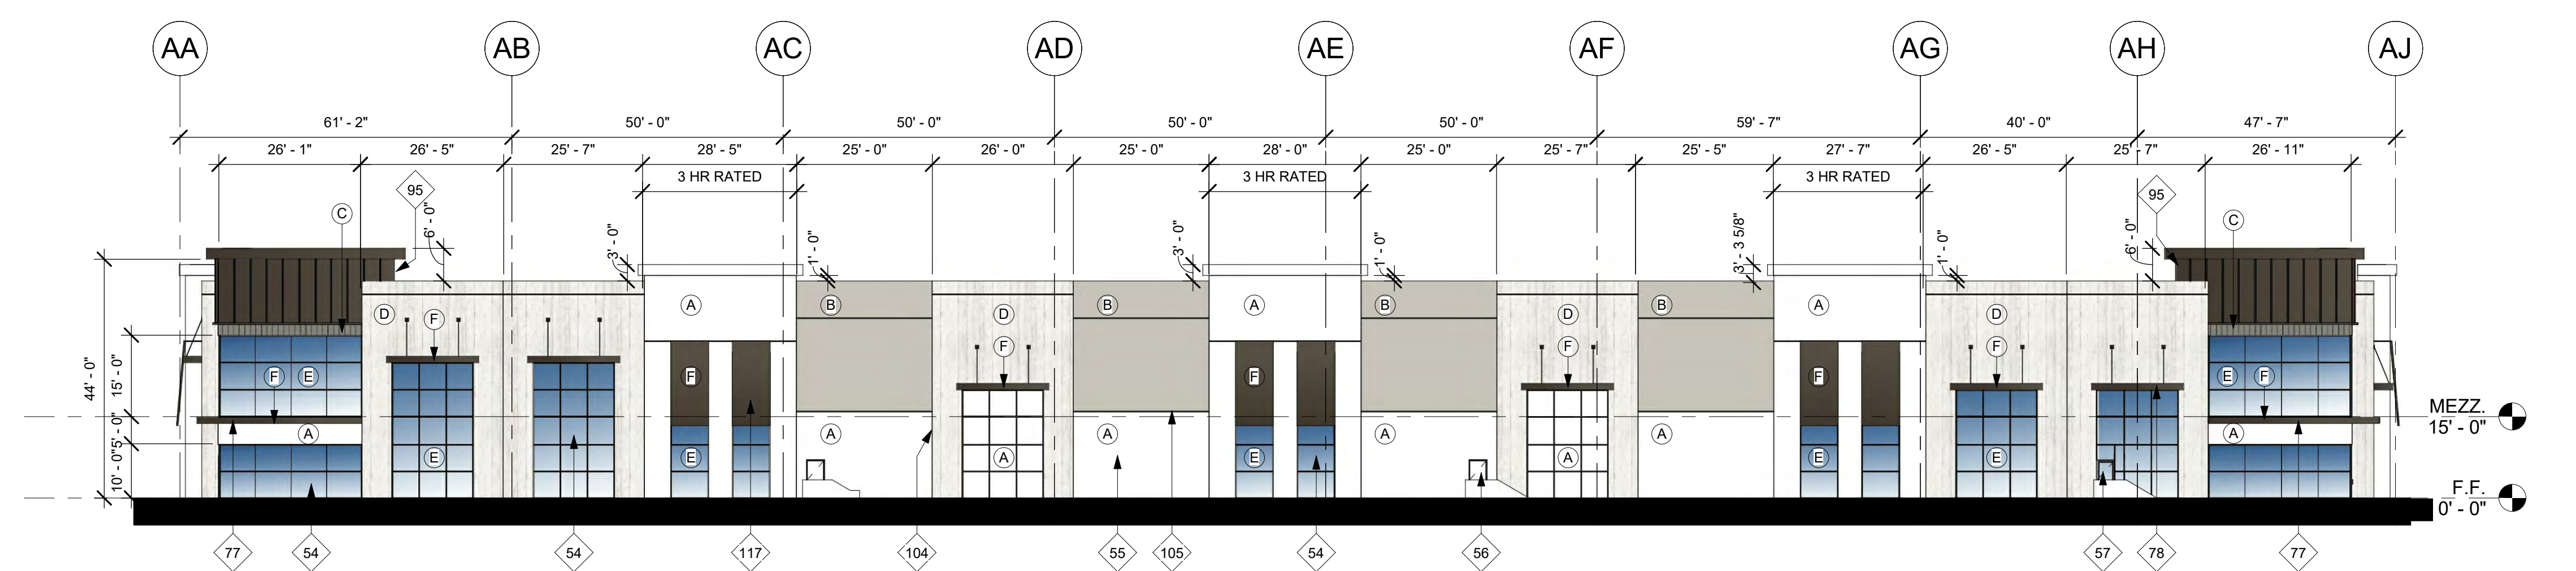 AA AB AC AD AE AF AG AH AJ
61' - 2" 50' - 0" 50' - 0" 50' - 0" 50' - 0" 59' - 7" 40' - 0" 47' - 7"
26' - 1" 26' - 5" 25' - 7" 28' - 5" 25' - 0" 26' - 0" 25' - 0" 28' - 0" 25' - 0" 25' - 7" 25' - 5" 27' - 7" 26' - 5" 25' - 7" 26' - 11"
3 HR RATED 3 HR RATED 3 HR RATED
95 95
C 6' - 0" 3' - 0" 1' - 0" 3' - 0" 1' - 0" 3' - 3 5/8" 1' - 0" 6' - 0" C
A B B A B B A
D F D D D
F F F
44' - 0" 15' - 0" F E F F F E F
MEZZ.
15' - 0"
5' - 0" A A A A A A
10' - 0" E E A E A E E
F.F.
0' - 0"
77 54 54 117 104 55 105 54 56 57 78 77